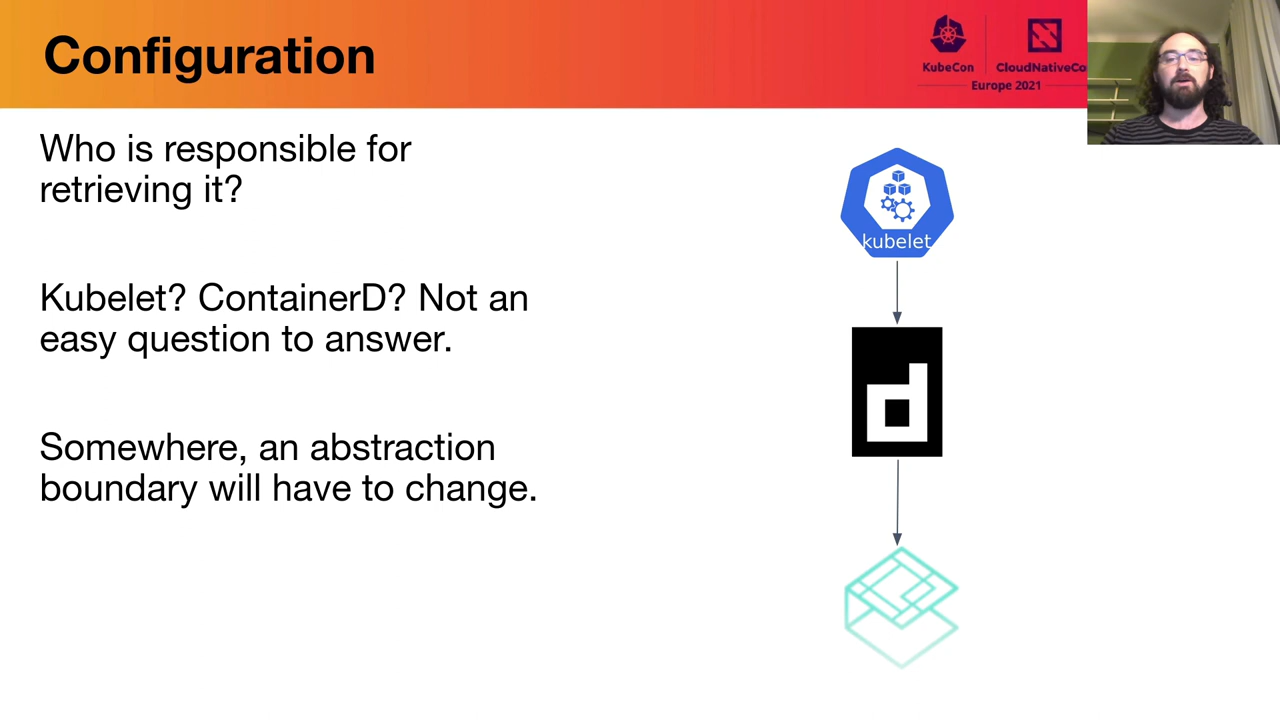 Configuration
KubeCon
CloudNativeCo
Europe 2021
Who is responsible for
retrieving it?
Kubelet? ContainerD? Not an
easy question to answer.
Somewhere, an abstraction
boundary will have to change.
kubelet